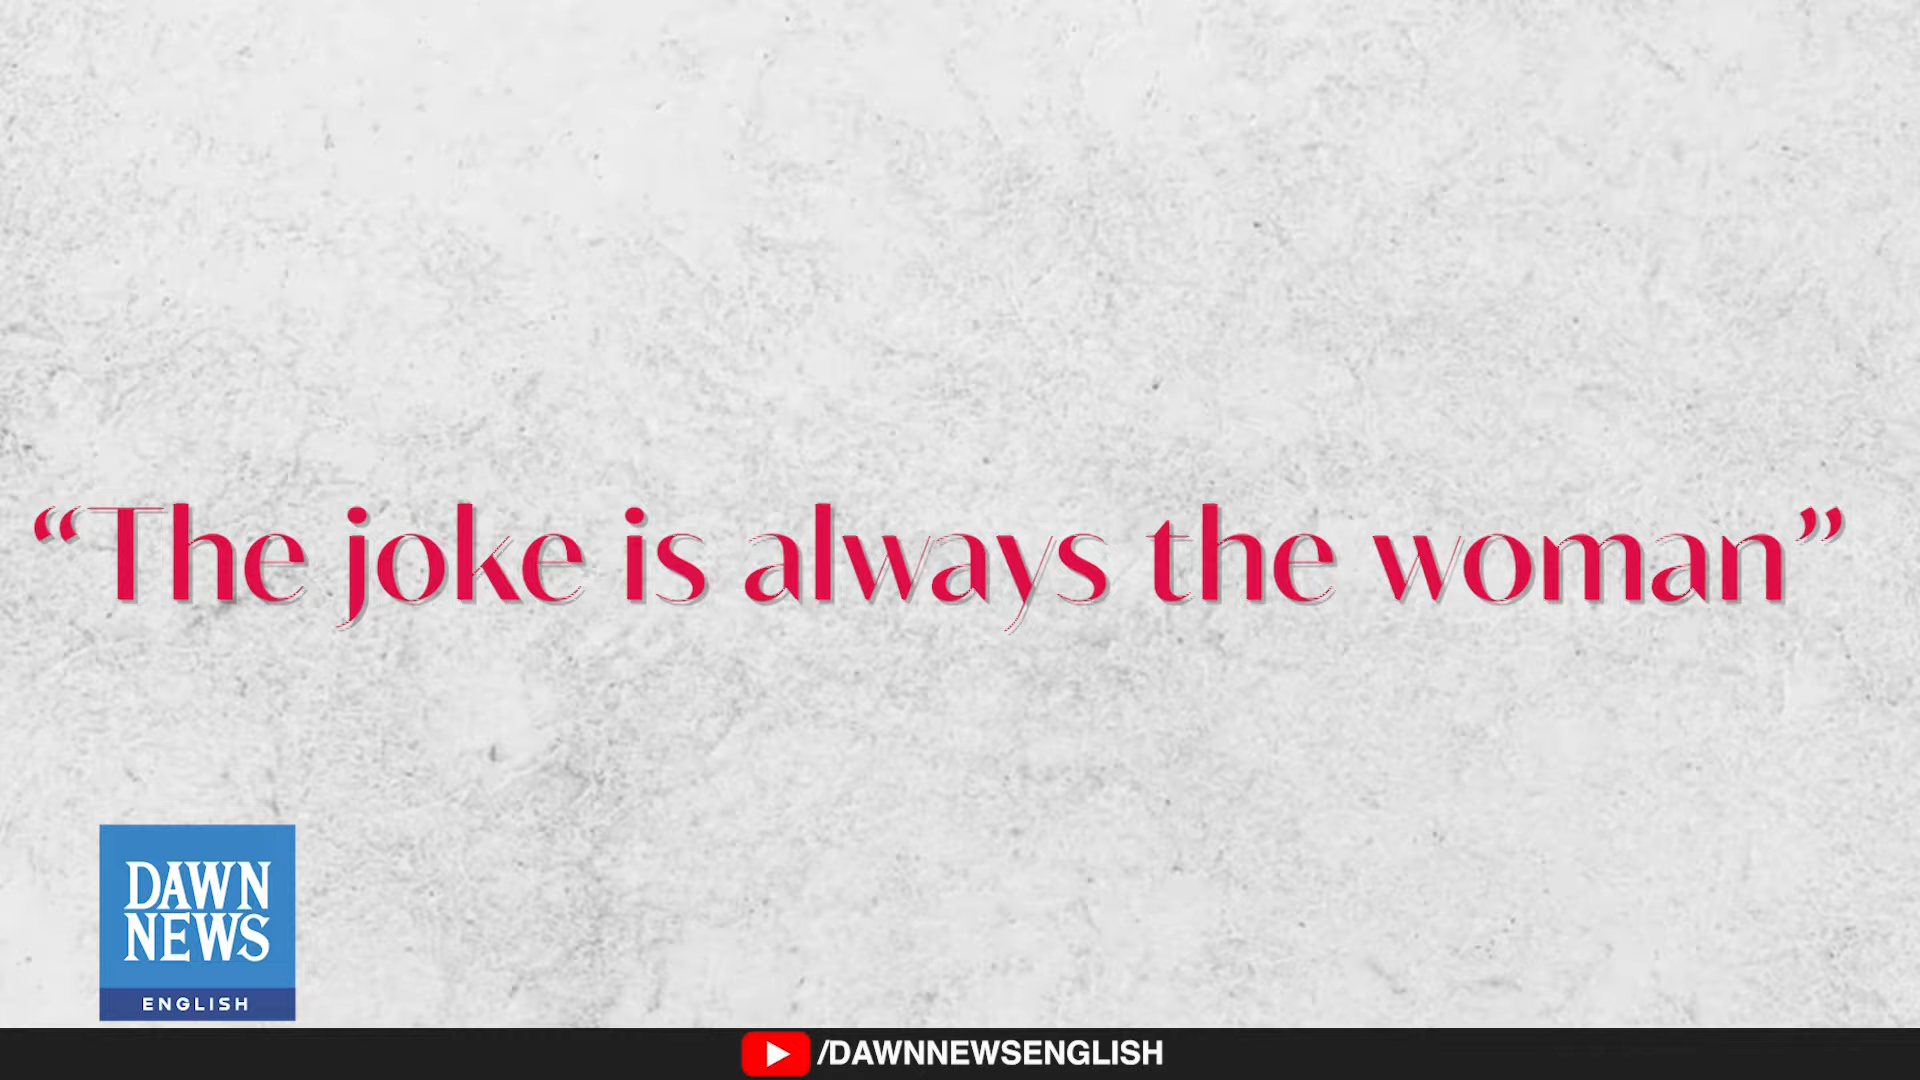 “The joke is always the woman”
DAWN
NEWS
ENGLISH
/DAWNNEWSENGLISH